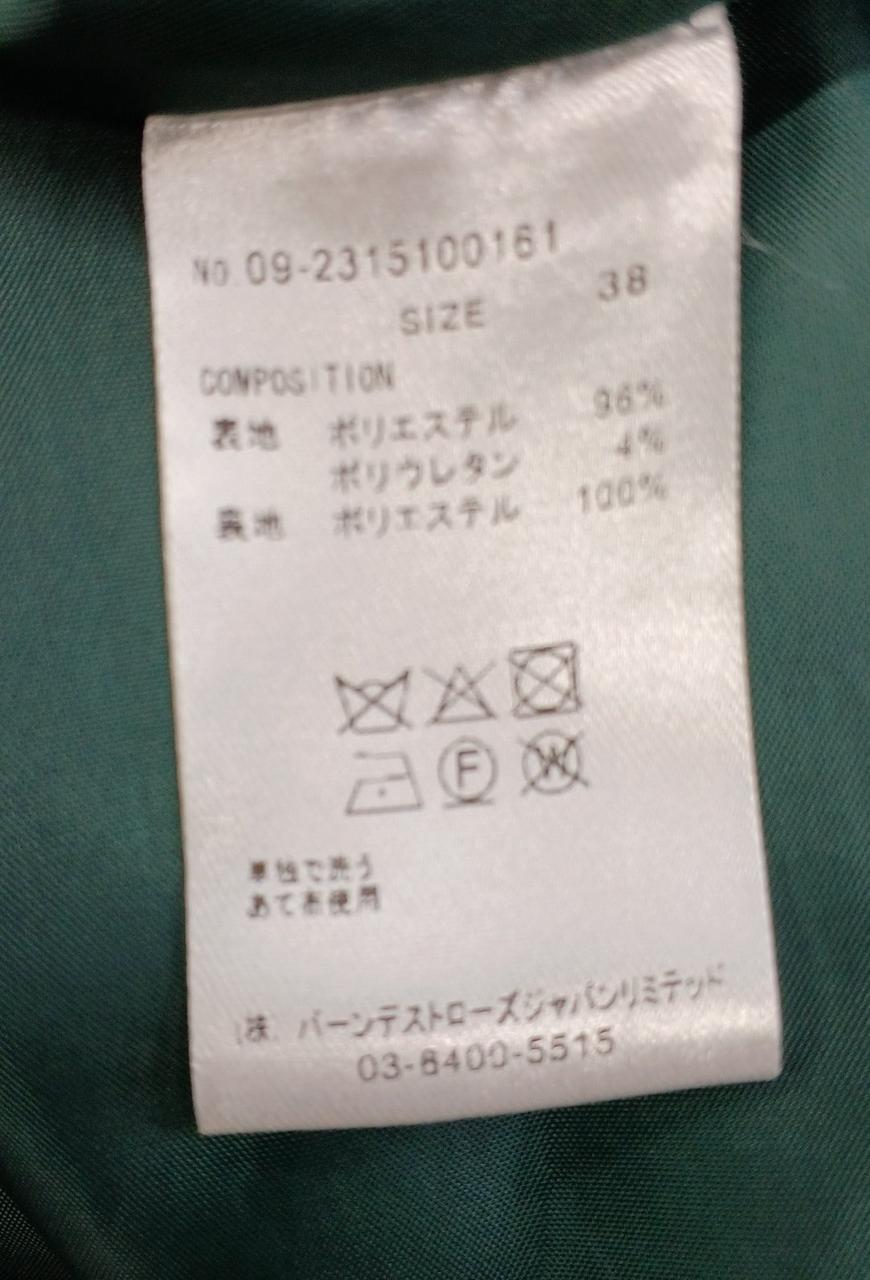 No 09-2315100161
SIZE 38
COMPOSITION
表地 ポリエステル 96%
ポリウレタン 4%
裏地 ポリエステル 100%
F
W
単独で洗う
あて布使用
(株) バーンデストローズジャパンリミテッド
03-6400-5515